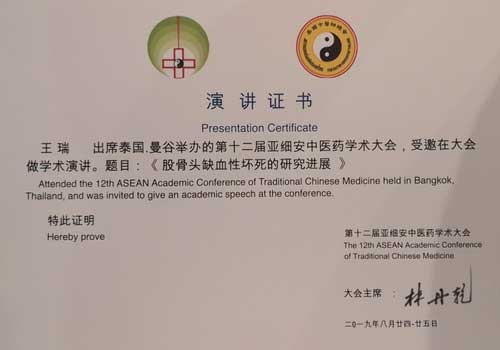 演讲证书
Presentation Certificate
王瑞 出席泰国.曼谷举办的第十二届亚细安中医药学术大会，受邀在大会
做学术演讲。题目：《 股骨头缺血性坏死的研究进展 》
Attended the 12th ASEAN Academic Conference of Traditional Chinese Medicine held in Bangkok,
Thailand, and was invited to give an academic speech at the conference.
特此证明
Hereby prove
第十二届亚细安中医药学术大会
The 12th ASEAN Academic Conference
of Traditional Chinese Medicine
大会主席： 林丹乾
二〇一九年八月廿四-廿五日